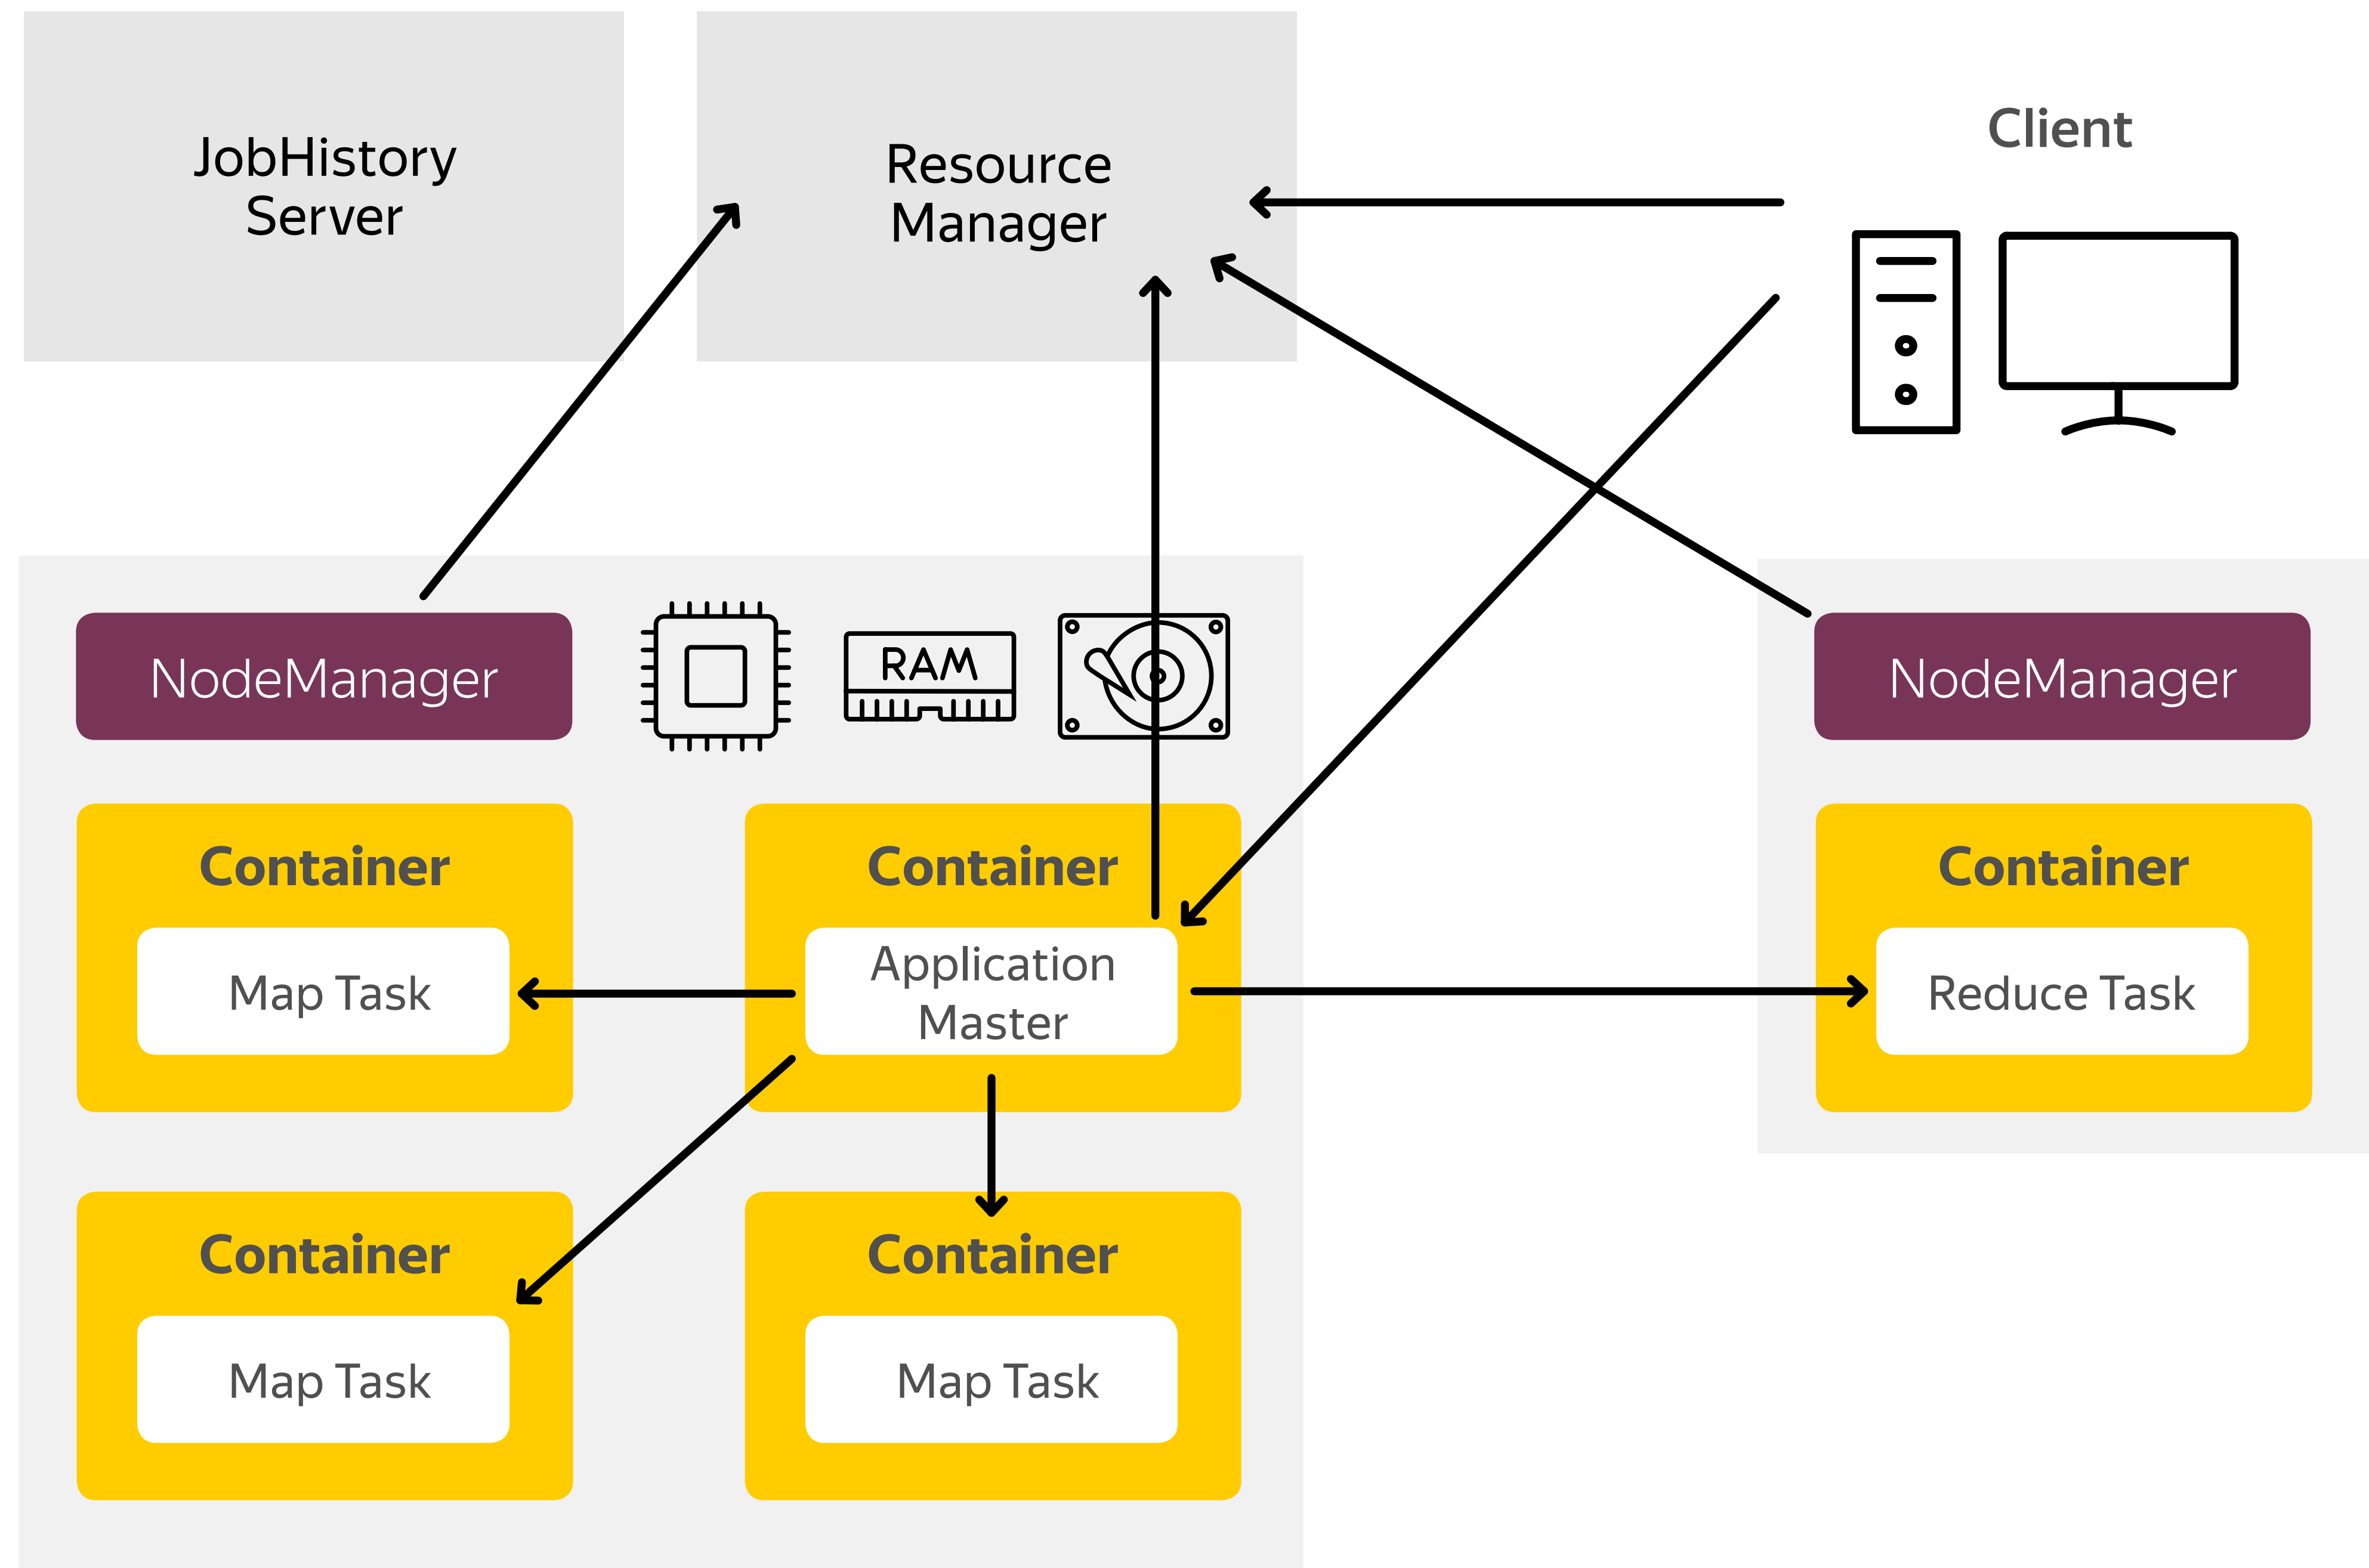 JobHistory
Server
Resource
Manager
Client
NodeManager
RAM
NodeManager
Container
Container
Container
Map Task
Application
Master
Reduce Task
Container
Container
Map Task
Map Task